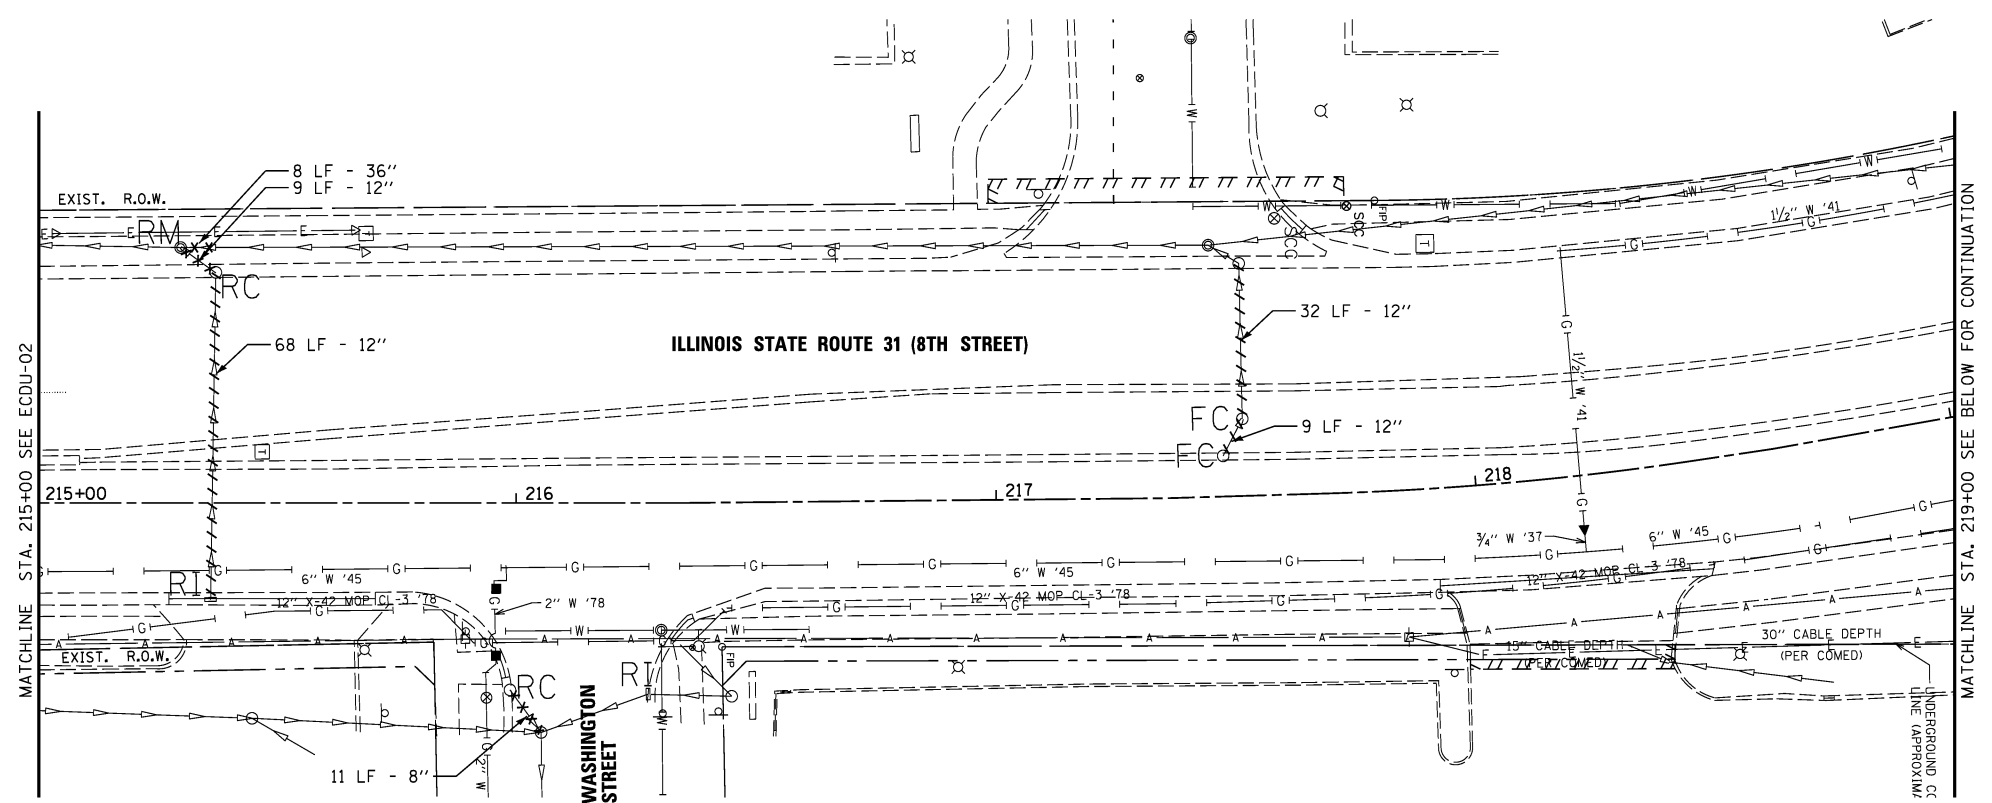 8 LF - 36"
9 LF - 12"
EXIST. R.O.W.
RM
RC
E
E
E
E
W
W
W
W
W
SCC
SCC
FIP
T
1½" W '41
G
G
G
68 LF - 12"
ILLINOIS STATE ROUTE 31 (8TH STREET)
32 LF - 12"
FC
FC
9 LF - 12"
T
G
1½" W '41
G
G
215+00
216
217
218
MATCHLINE STA. 215+00 SEE ECDU-02
MATCHLINE STA. 219+00 SEE BELOW FOR CONTINUATION
¾" W '37
6" W '45
G
G
6" W '45
G
G
G
G
G
6" W '45
G
G
RI
12" X-42 MOP CL-3 '78
G
G
G
2" W '78
12" X-42 MOP CL-3 '78
G
G
G
G
12" X-42 MOP CL-3 '78
G
A
A
A
W
W
A
A
A
A
A
A
A
A
A
A
A
EXIST. R.O.W.
FIP
15" CABLE DEPTH
(PER COMED)
30" CABLE DEPTH
(PER COMED)
E
E
E
E
RC
RI
WASHINGTON
STREET
W
G
2" W
11 LF - 8"
UNDERGROUND
LINE